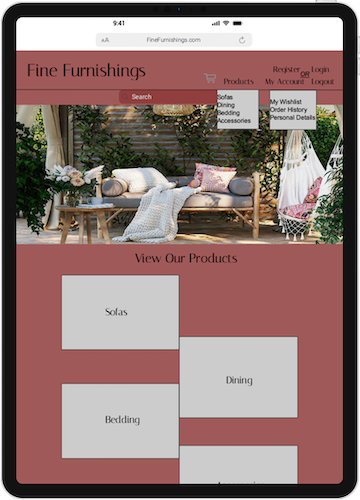 9:41
AA FineFurnishings.com
Fine Furnishings
Register OR Login
Products My Account Logout
Search
Sofas
Dining
Bedding
Accessories
My Wishlist
Order History
Personal Details
View Our Products
Sofas
Dining
Bedding